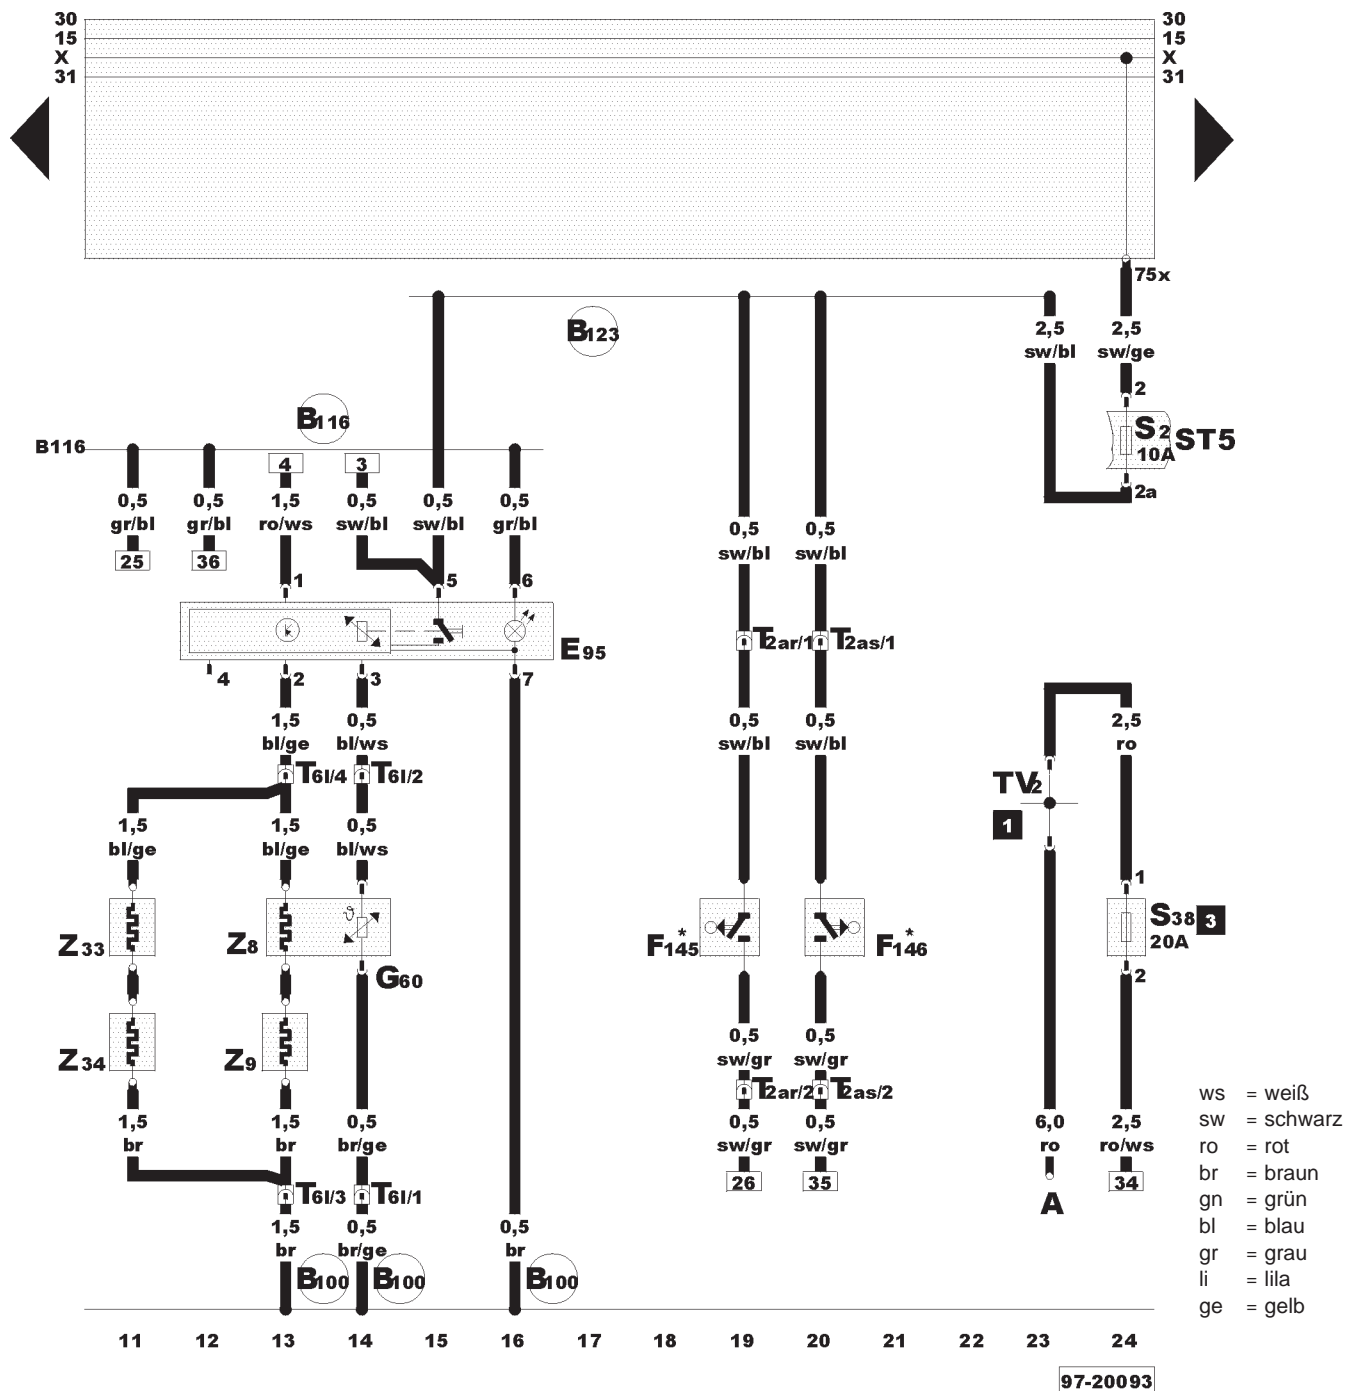 30 30
15 15
X X
31 31
75x
B123
2,5 2,5
sw/bl sw/ge
2
B116
B116
S2 ST5
10A
4 3
2a
0,5 0,5 1,5 0,5 0,5 0,5
gr/bl gr/bl ro/ws sw/bl sw/bl gr/bl
0,5 0,5
sw/bl sw/bl
25 36
1 5 6
T2ar/1 T2as/1
E95
4 2 3 7
1,5 0,5 0,5 0,5 2,5
bl/ge bl/ws sw/bl sw/bl ro
T6l/4 T6l/2
TV2
1
1,5 1,5 0,5
bl/ge bl/ge bl/ws
1
S38 3
20A
Z33 Z8 F145* F146*
G60
2
0,5 0,5
sw/gr sw/gr
Z34 Z9
T2ar/2 T2as/2
1,5 1,5 0,5 0,5 0,5 6,0 2,5
br br br/ge sw/gr sw/gr ro ro/ws
26 35 34
T6l/3 T6l/1
A
1,5 0,5 0,5
br br/ge br
B100 B100 B100
ws = weiß
sw = schwarz
ro = rot
br = braun
gn = grün
bl = blau
gr = grau
li = lila
ge = gelb
11 12 13 14 15 16 17 18 19 20 21 22 23 24
97-20093